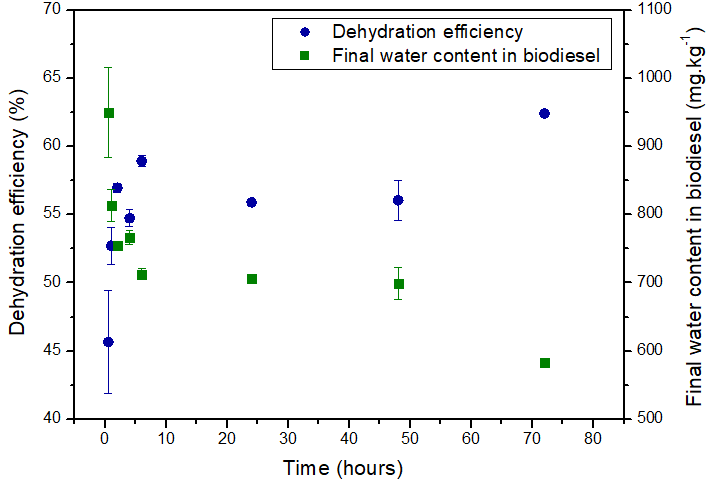 Dehydration efficiency
Final water content in biodiesel
Dehydration efficiency (%)
70
65
60
55
50
45
40
1100
1000
900
800
700
600
500
Final water content in biodiesel (mg.kg⁻¹)
0 10 20 30 40 50 60 70 80
Time (hours)